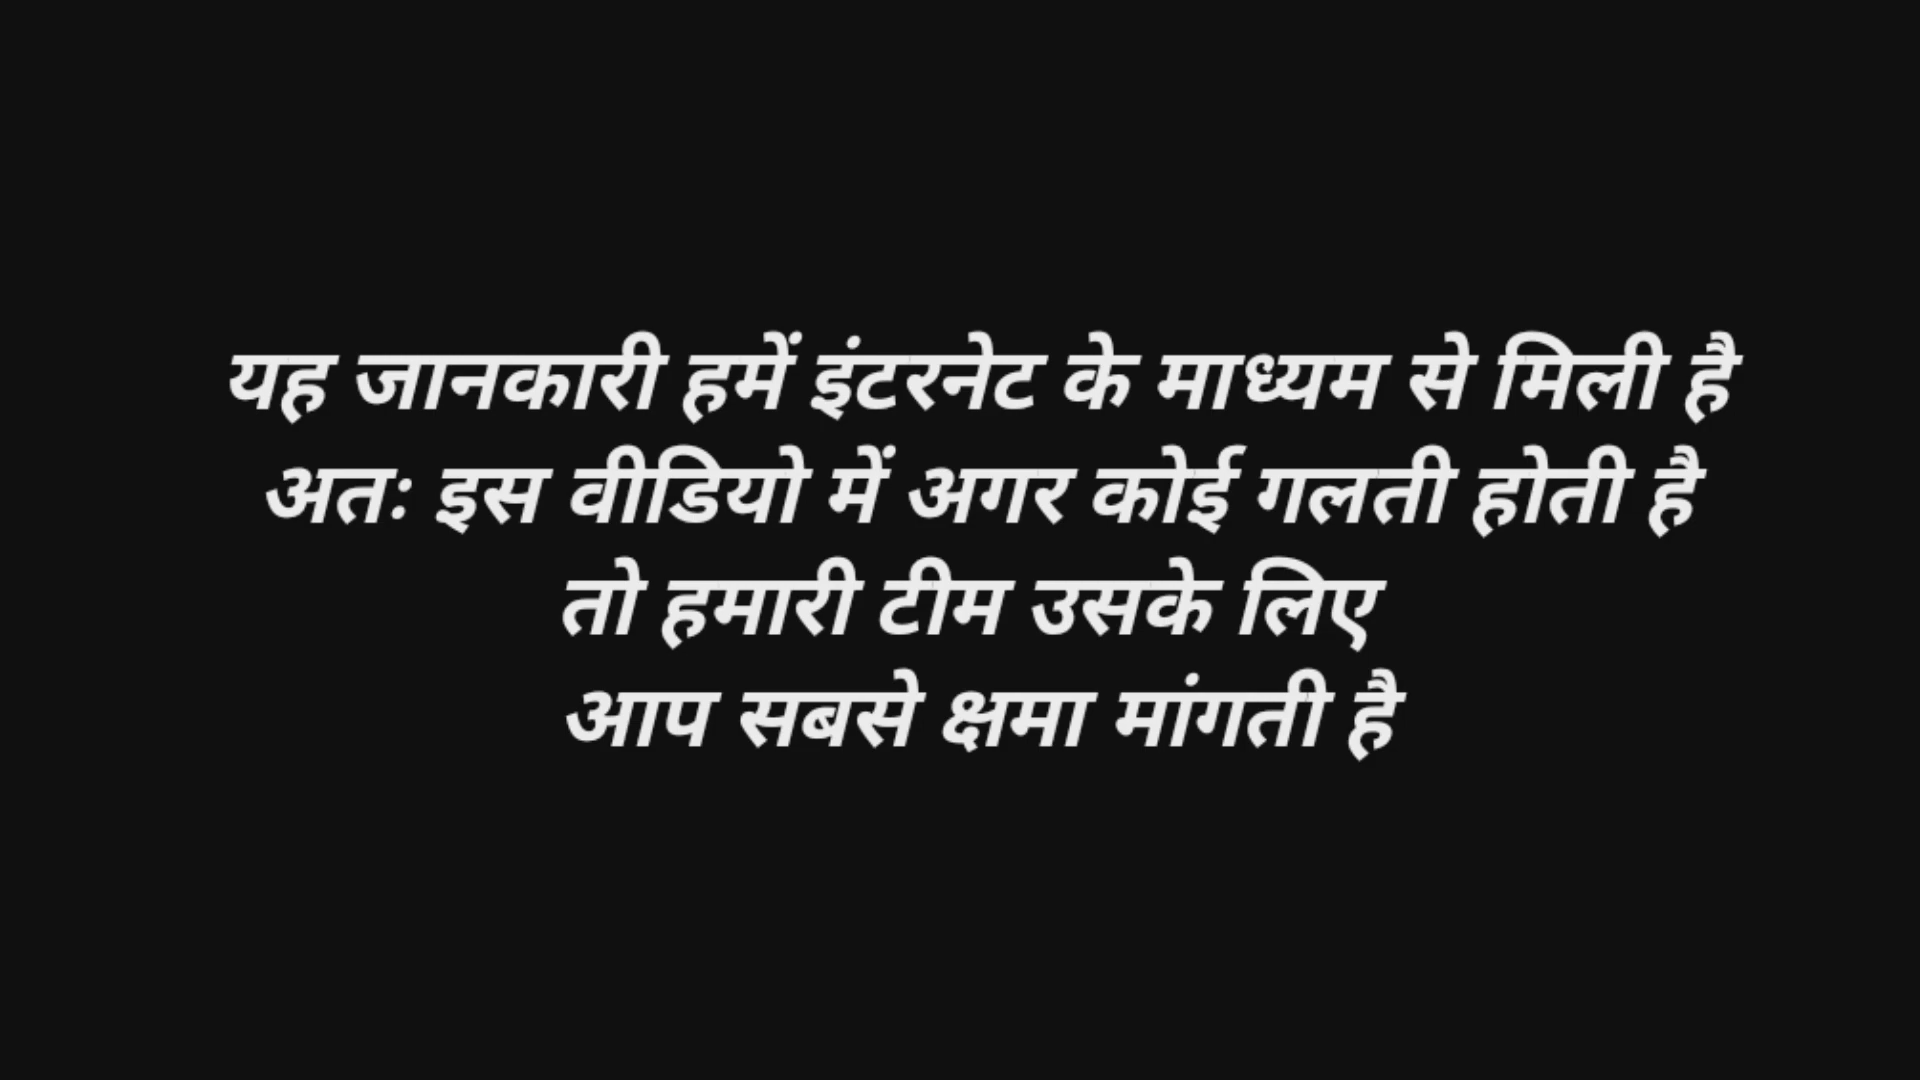 यह जानकारी हमें इंटरनेट के माध्यम से मिली है
अतः इस वीडियो में अगर कोई गलती होती है
तो हमारी टीम उसके लिए
आप सबसे क्षमा मांगती है